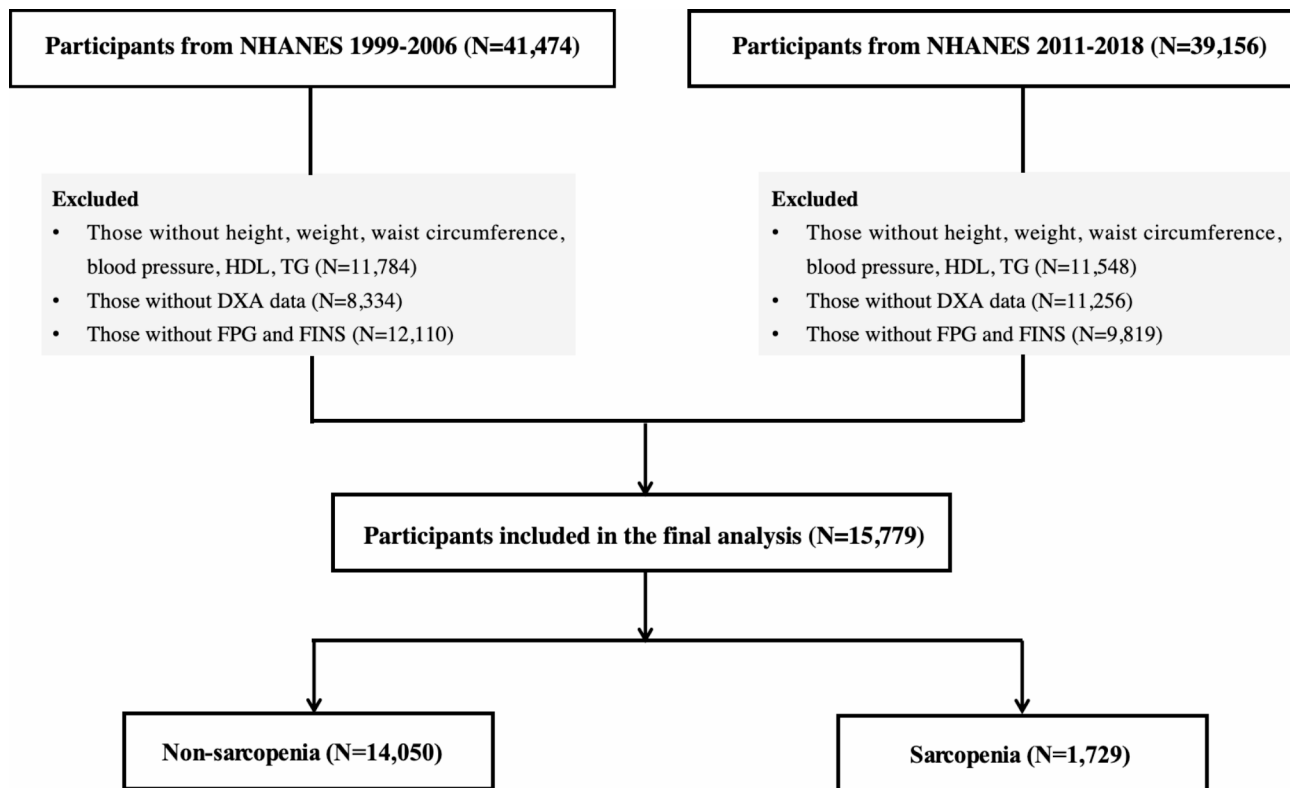 Participants from NHANES 1999-2006 (N=41,474)
Participants from NHANES 2011-2018 (N=39,156)
Excluded
• Those without height, weight, waist circumference,
blood pressure, HDL, TG (N=11,784)
• Those without DXA data (N=8,334)
• Those without FPG and FINS (N=12,110)
Excluded
• Those without height, weight, waist circumference,
blood pressure, HDL, TG (N=11,548)
• Those without DXA data (N=11,256)
• Those without FPG and FINS (N=9,819)
Participants included in the final analysis (N=15,779)
Non-sarcopenia (N=14,050)
Sarcopenia (N=1,729)